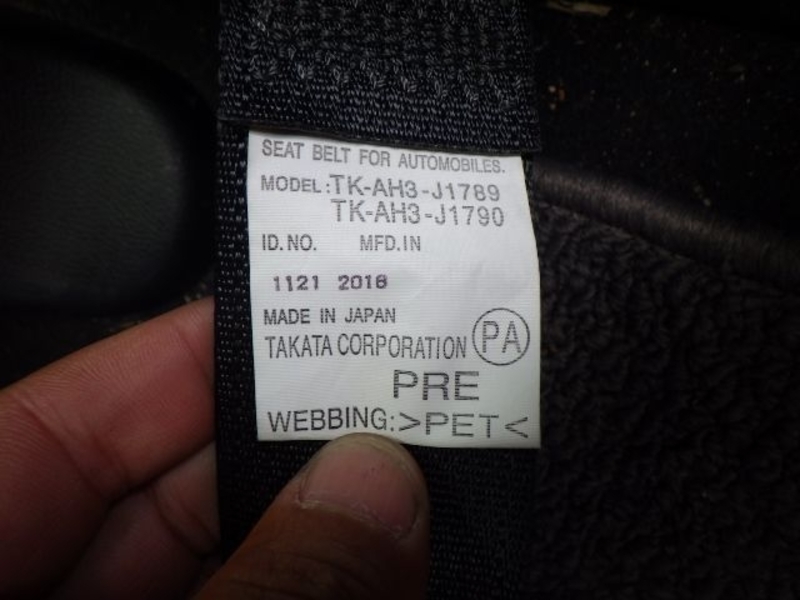 SEAT BELT FOR AUTOMOBILES.
MODEL:TK-AH3-J1789
TK-AH3-J1790
ID.NO. MFD.IN
1121 2018
MADE IN JAPAN
TAKATA CORPORATION PA
PRE
WEBBING:>PET<